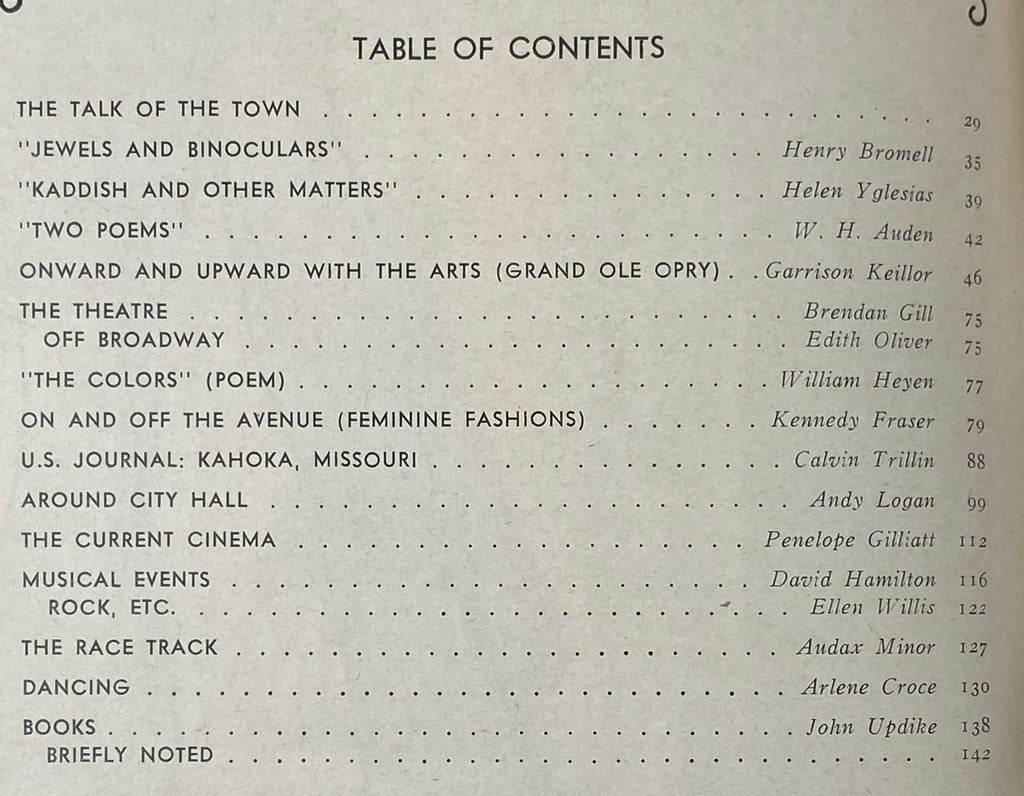 TABLE OF CONTENTS
THE TALK OF THE TOWN . . . . . . . . . . . . . . . . . . . . . . . . . . 29
"JEWELS AND BINOCULARS" . . . . . . . . . . . . . . . . . Henry Bromell 35
"KADDISH AND OTHER MATTERS" . . . . . . . . . . . . . . . Helen Yglesias 39
"TWO POEMS" . . . . . . . . . . . . . . . . . . . . . . . . W. H. Auden 42
ONWARD AND UPWARD WITH THE ARTS (GRAND OLE OPRY) . . Garrison Keillor 46
THE THEATRE . . . . . . . . . . . . . . . . . . . . . . . . Brendan Gill 75
OFF BROADWAY . . . . . . . . . . . . . . . . . . . . . . . Edith Oliver 75
"THE COLORS" (POEM) . . . . . . . . . . . . . . . . . . . . William Heyen 77
ON AND OFF THE AVENUE (FEMININE FASHIONS) . . . . . . . Kennedy Fraser 79
U.S. JOURNAL: KAHOKA, MISSOURI . . . . . . . . . . . . . . . Calvin Trillin 88
AROUND CITY HALL . . . . . . . . . . . . . . . . . . . . . . Andy Logan 99
THE CURRENT CINEMA . . . . . . . . . . . . . . . . . . . Penelope Gilliatt 112
MUSICAL EVENTS . . . . . . . . . . . . . . . . . . . . . . David Hamilton 116
ROCK, ETC. . . . . . . . . . . . . . . . . . . . . . . . . . Ellen Willis 122
THE RACE TRACK . . . . . . . . . . . . . . . . . . . . . . . Audax Minor 127
DANCING . . . . . . . . . . . . . . . . . . . . . . . . . . Arlene Croce 130
BOOKS . . . . . . . . . . . . . . . . . . . . . . . . . . . John Updike 138
BRIEFLY NOTED . . . . . . . . . . . . . . . . . . . . . . . . . . . . 142